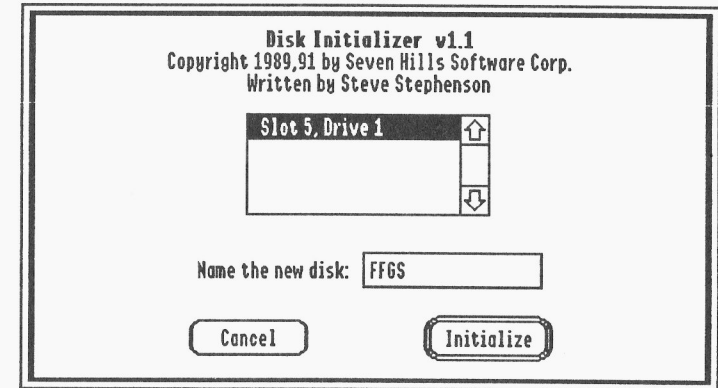 Disk Initializer v1.1
Copyright 1989,91 by Seven Hills Software Corp.
Written by Steve Stephenson
Slot 5, Drive 1
Name the new disk: FFGS
Cancel
Initialize